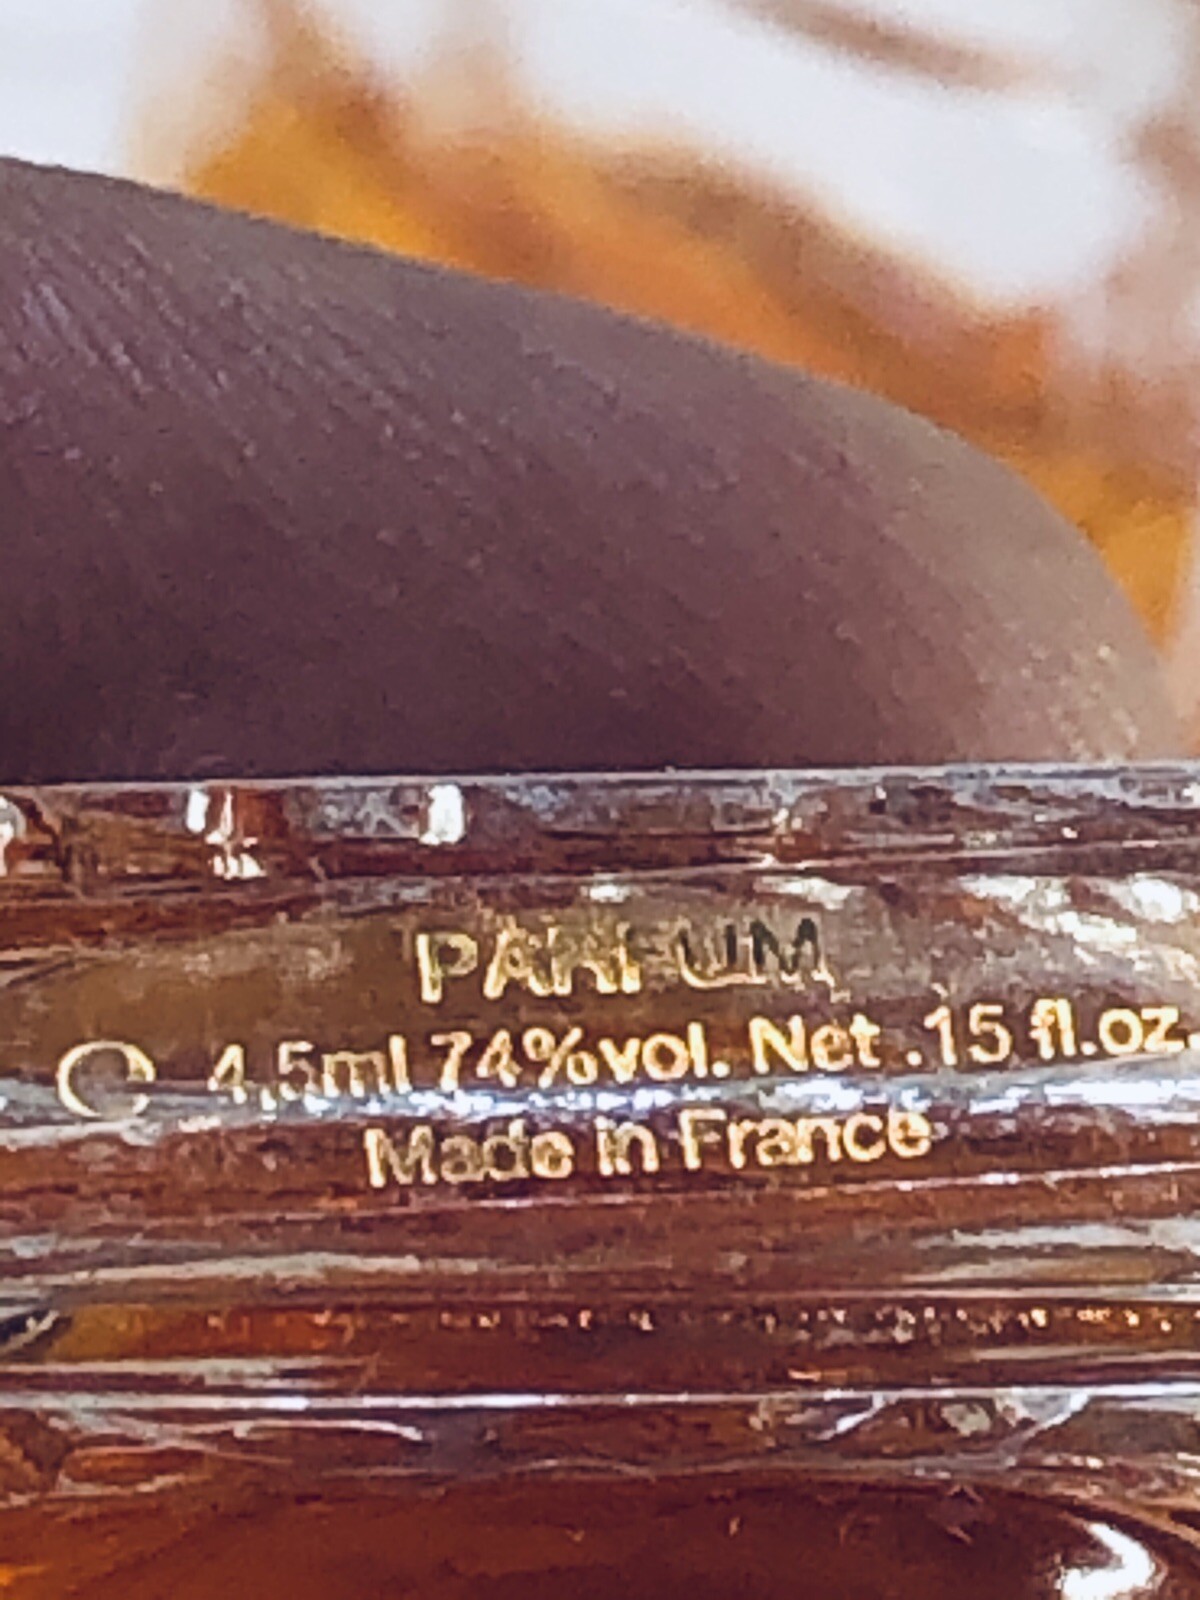 PARFUM
4,5ml 74%vol. Net .15 fl.oz.
Made in France